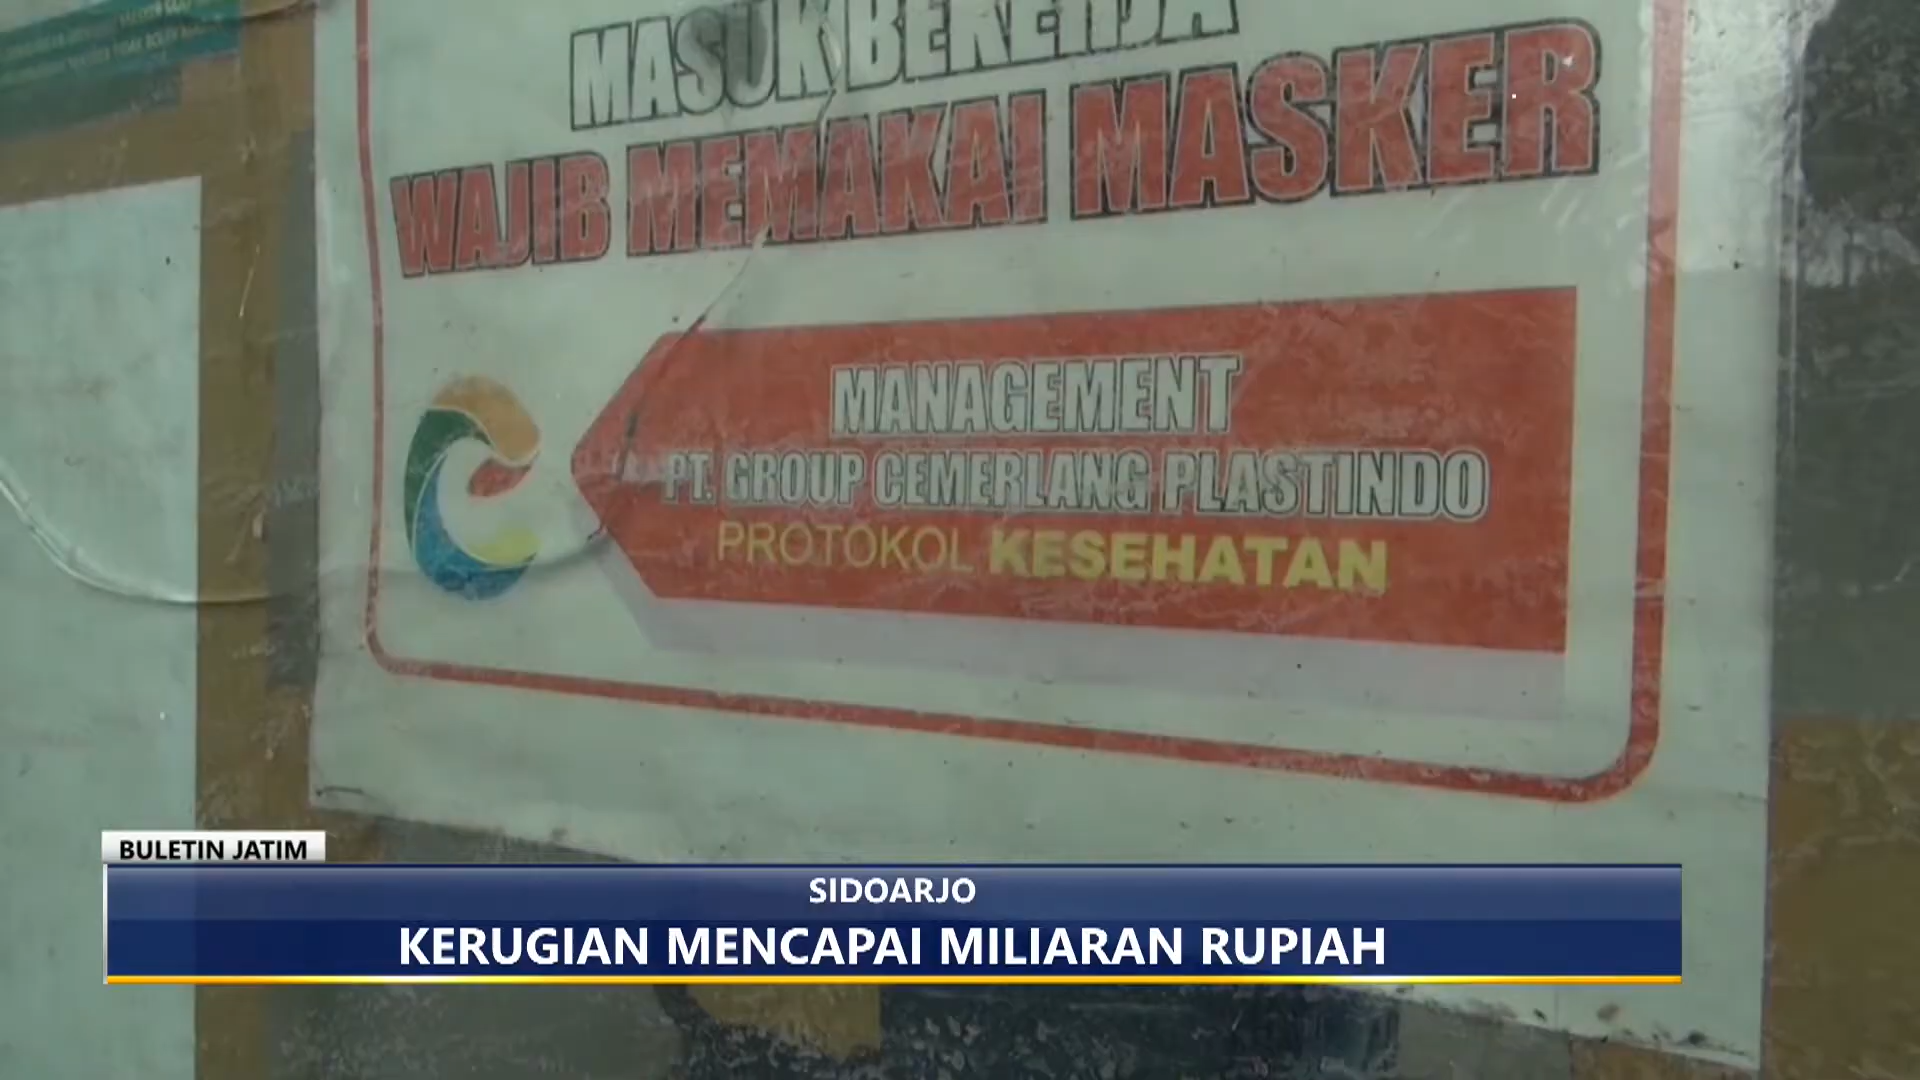 MASUK BEKERJA
WAJIB MEMAKAI MASKER
MANAGEMENT
PT. GROUP CEMERLANG PLASTINDO
PROTOKOL KESEHATAN
BULETIN JATIM
SIDOARJO
KERUGIAN MENCAPAI MILIARAN RUPIAH